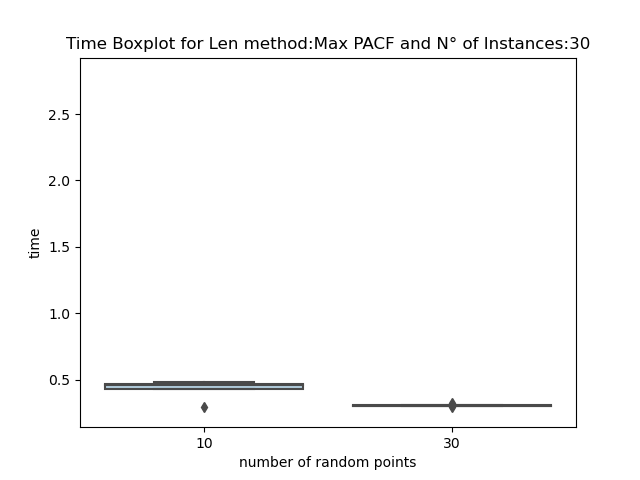 Time Boxplot for Len method:Max PACF and N° of Instances:30
2.5
2.0
1.5
1.0
0.5
time
10 30
number of random points